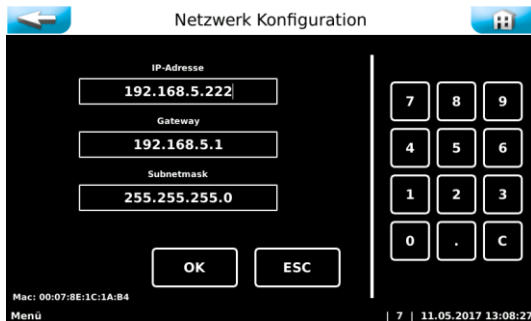 Netzwerk Konfiguration
IP-Adresse
192.168.5.222
Gateway
192.168.5.1
Subnetmask
255.255.255.0
7 8 9
4 5 6
1 2 3
0 . C
OK ESC
Mac: 00:07:8E:1C:1A:B4
Menü | 7 | 11.05.2017 13:08:27